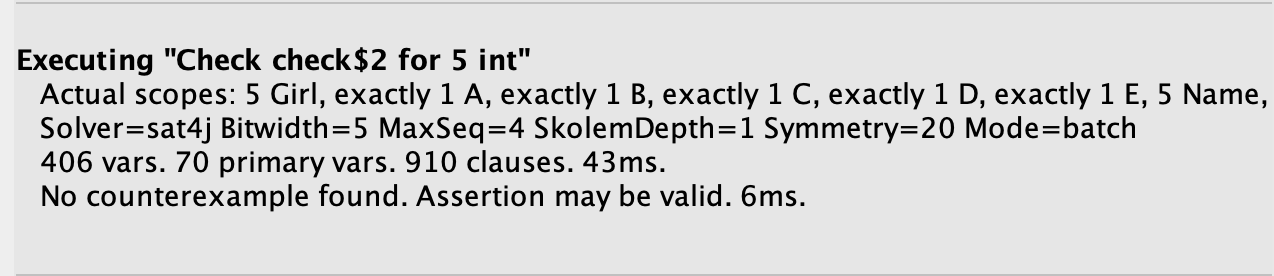 Executing "Check check$2 for 5 int"
Actual scopes: 5 Girl, exactly 1 A, exactly 1 B, exactly 1 C, exactly 1 D, exactly 1 E, 5 Name,
Solver=sat4j Bitwidth=5 MaxSeq=4 SkolemDepth=1 Symmetry=20 Mode=batch
406 vars. 70 primary vars. 910 clauses. 43ms.
No counterexample found. Assertion may be valid. 6ms.